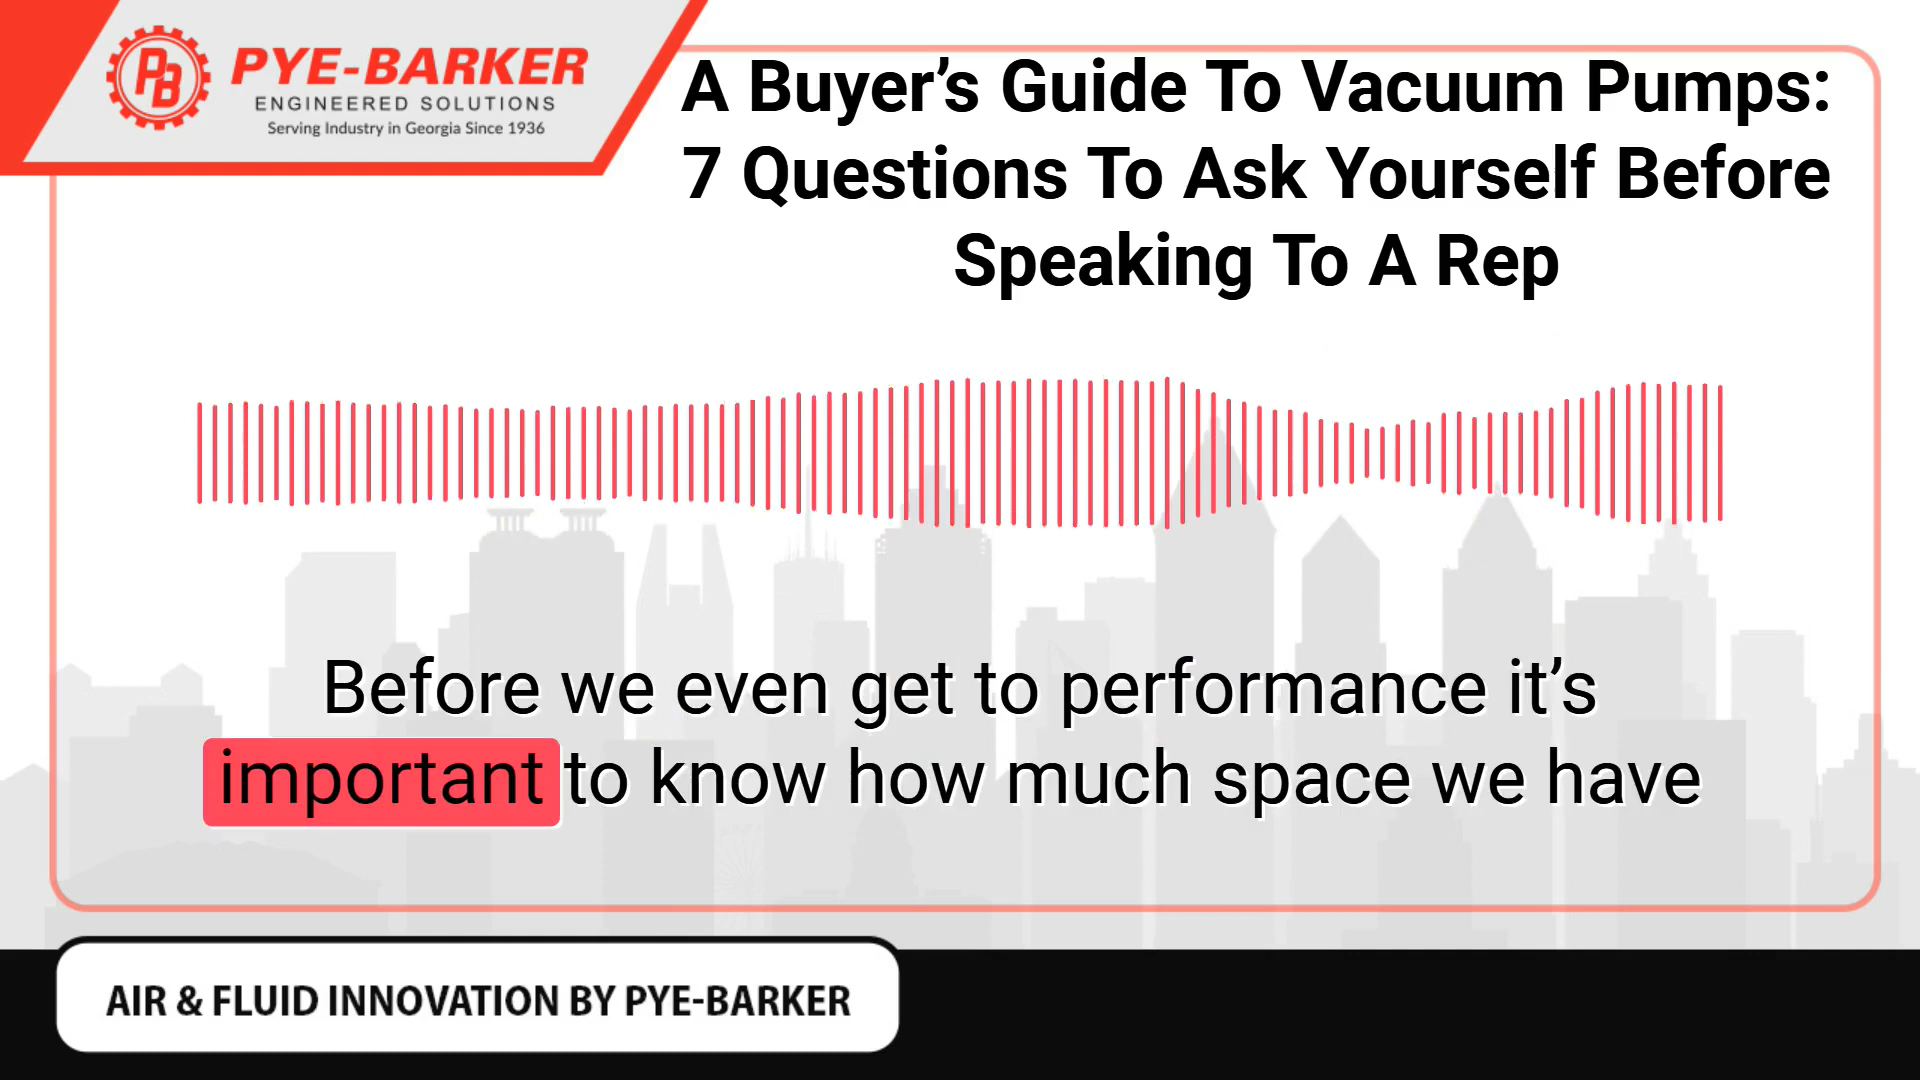 PB
PYE-BARKER
ENGINEERED SOLUTIONS
Serving Industry in Georgia Since 1936
A Buyer’s Guide To Vacuum Pumps:
7 Questions To Ask Yourself Before
Speaking To A Rep
Before we even get to performance it’s
important to know how much space we have
AIR & FLUID INNOVATION BY PYE-BARKER